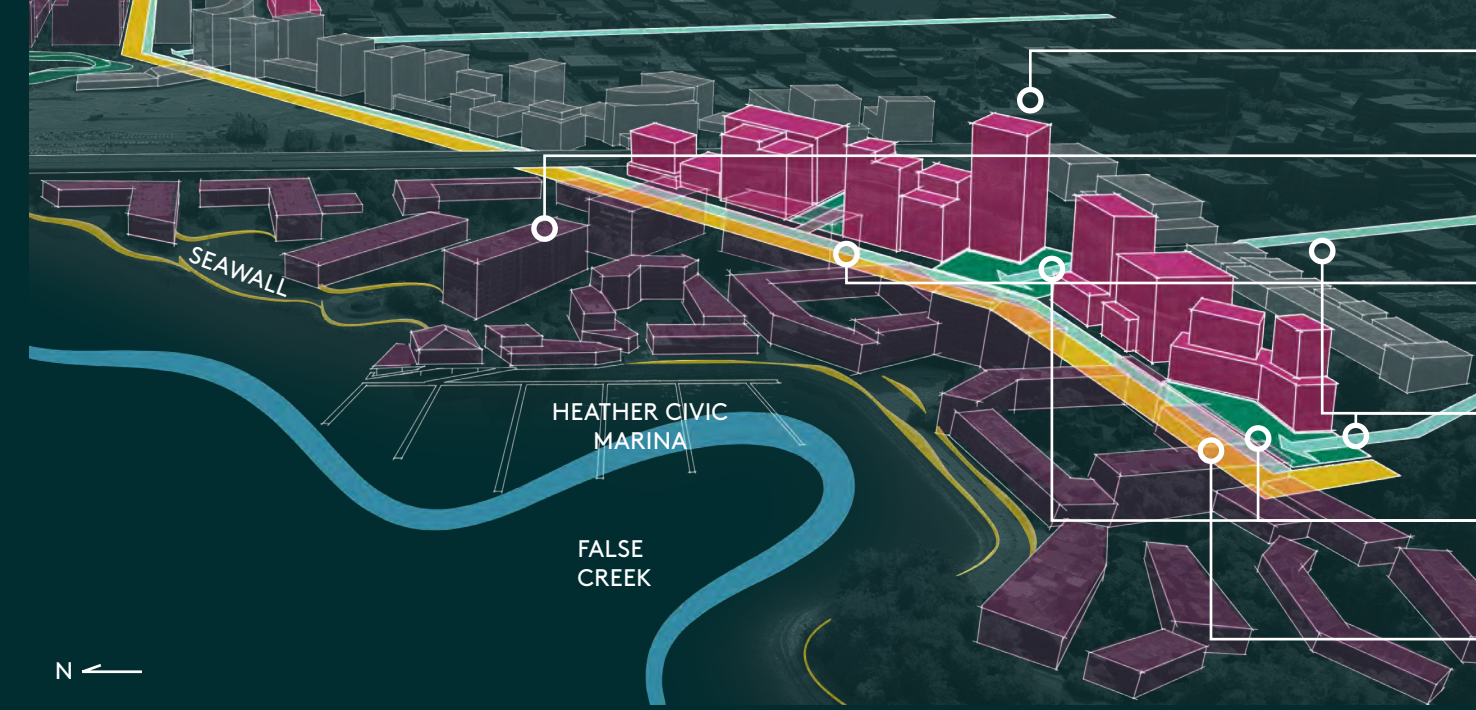 SEAWALL
HEATHER CIVIC
MARINA
FALSE
CREEK
N